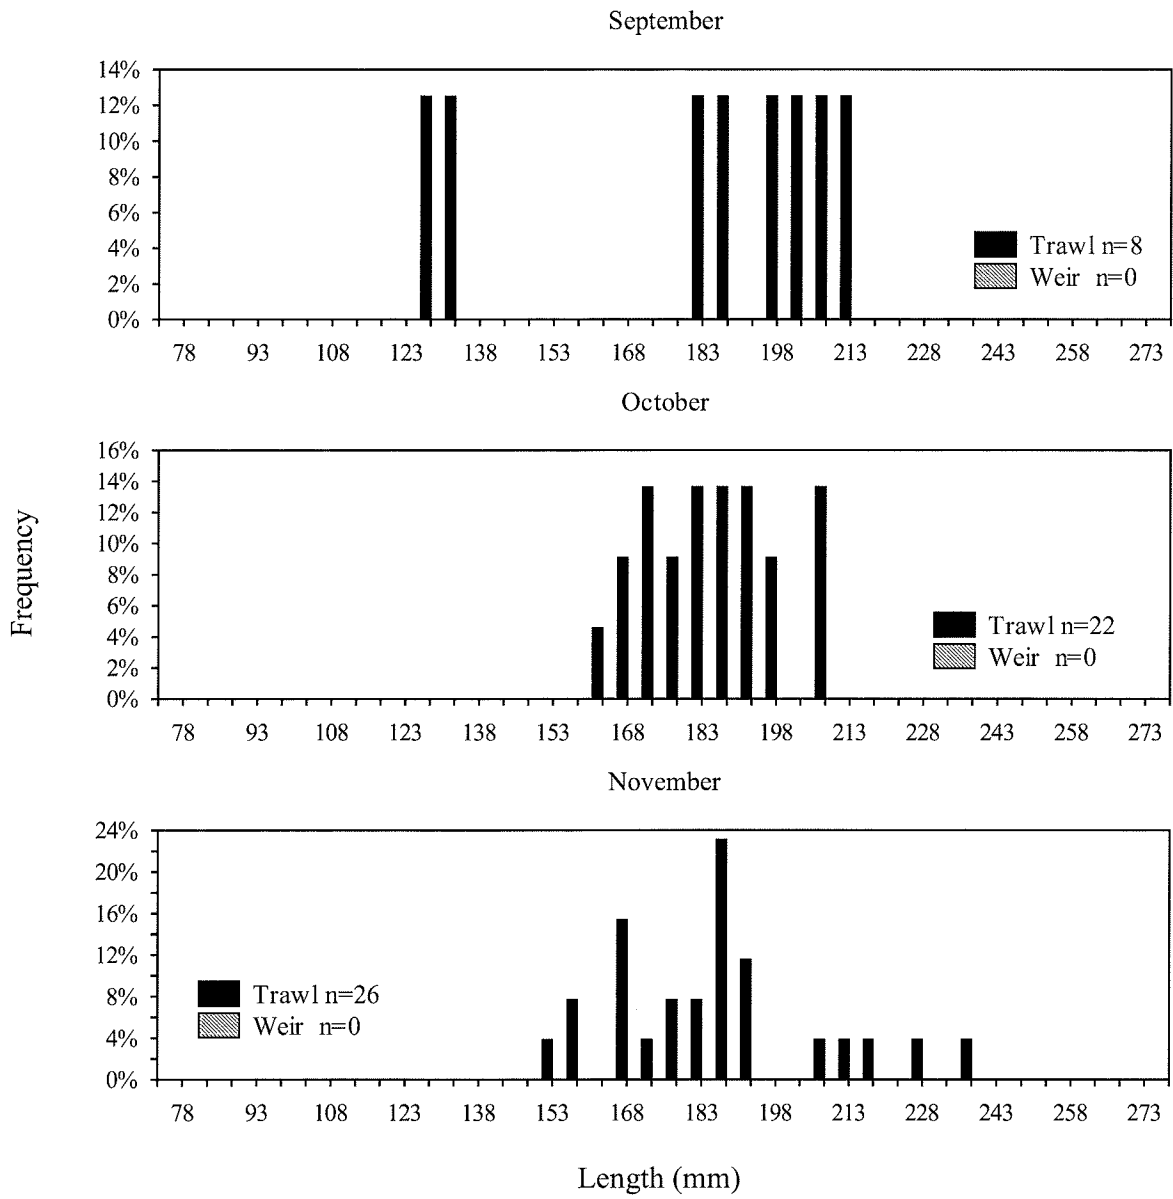 September
14%
12%
10%
8%
6%
4%
2%
0%
Trawl n=8
Weir n=0
78 93 108 123 138 153 168 183 198 213 228 243 258 273
October
16%
14%
12%
10%
8%
6%
4%
2%
0%
Trawl n=22
Weir n=0
78 93 108 123 138 153 168 183 198 213 228 243 258 273
Frequency
November
24%
20%
16%
12%
8%
4%
0%
Trawl n=26
Weir n=0
78 93 108 123 138 153 168 183 198 213 228 243 258 273
Length (mm)